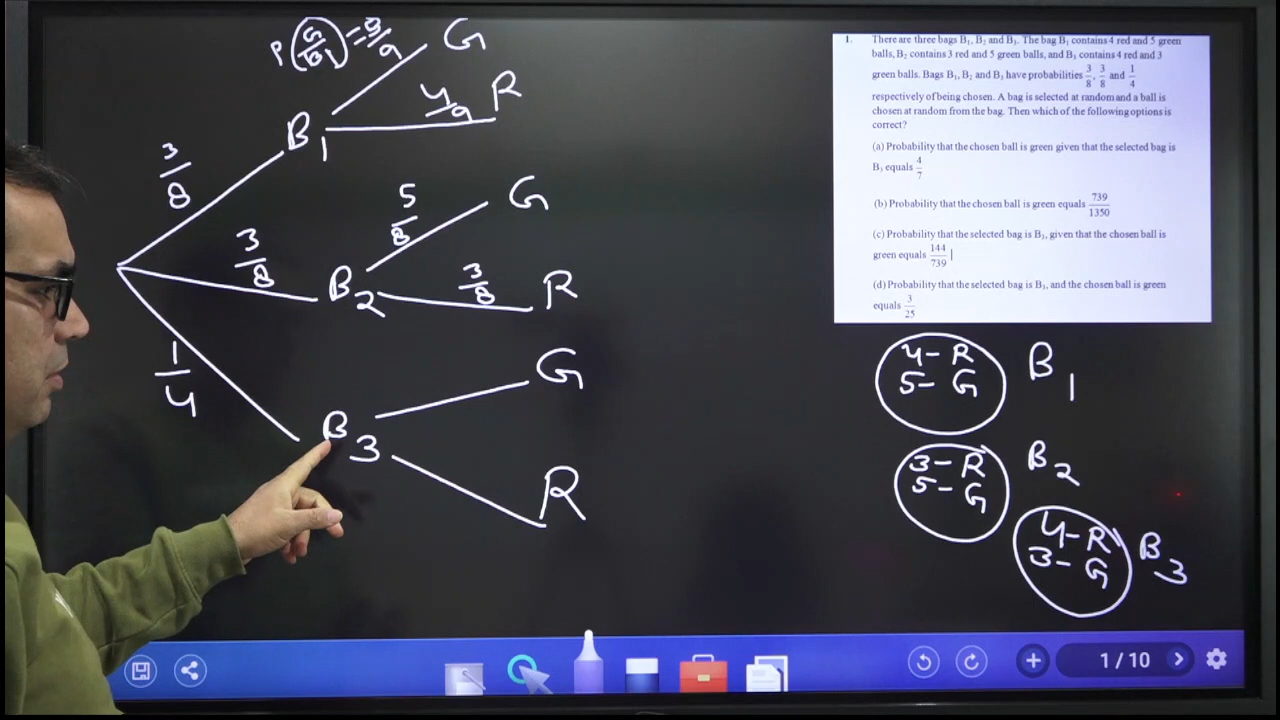 P(G/B1) = 5/9
G
4/9 R
B1
3/8
5/8 G
3/8
B2
3/8 R
1/4
G
B3
R
1. There are three bags B₁, B₂ and B₃. The bag B₁ contains 4 red and 5 green
balls, B₂ contains 3 red and 5 green balls, and B₃ contains 4 red and 3
green balls. Bags B₁, B₂ and B₃ have probabilities 3/8, 3/8 and 1/4
respectively of being chosen. A bag is selected at random and a ball is
chosen at random from the bag. Then which of the following options is
correct?
(a) Probability that the chosen ball is green given that the selected bag is
B₃ equals 4/7
(b) Probability that the chosen ball is green equals 739/1350
(c) Probability that the selected bag is B₃, given that the chosen ball is
green equals 144/739
(d) Probability that the selected bag is B₃, and the chosen ball is green
equals 3/25
4 - R
5 - G
B1
3 - R
5 - G
B2
4 - R
3 - G
B3
1 / 10